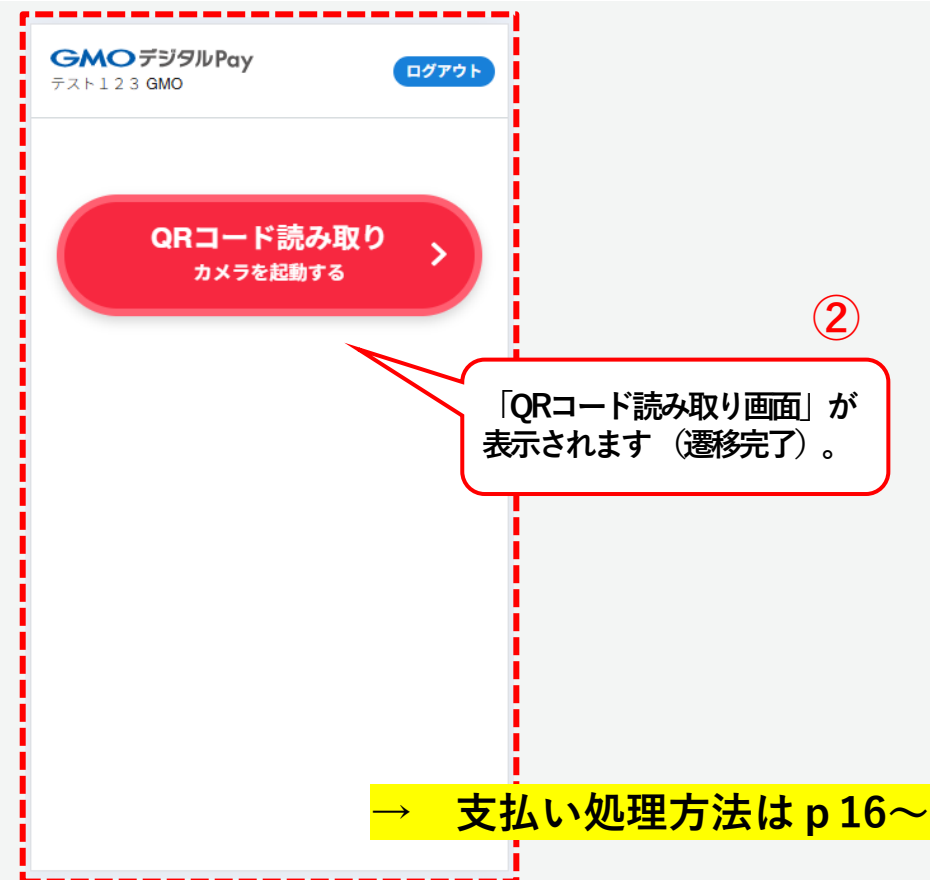 GMOデジタルPay
テスト１２３ GMO
ログアウト
QRコード読み取り
カメラを起動する
②
「QRコード読み取り画面」が
表示されます（遷移完了）。
→　支払い処理方法はp 16～